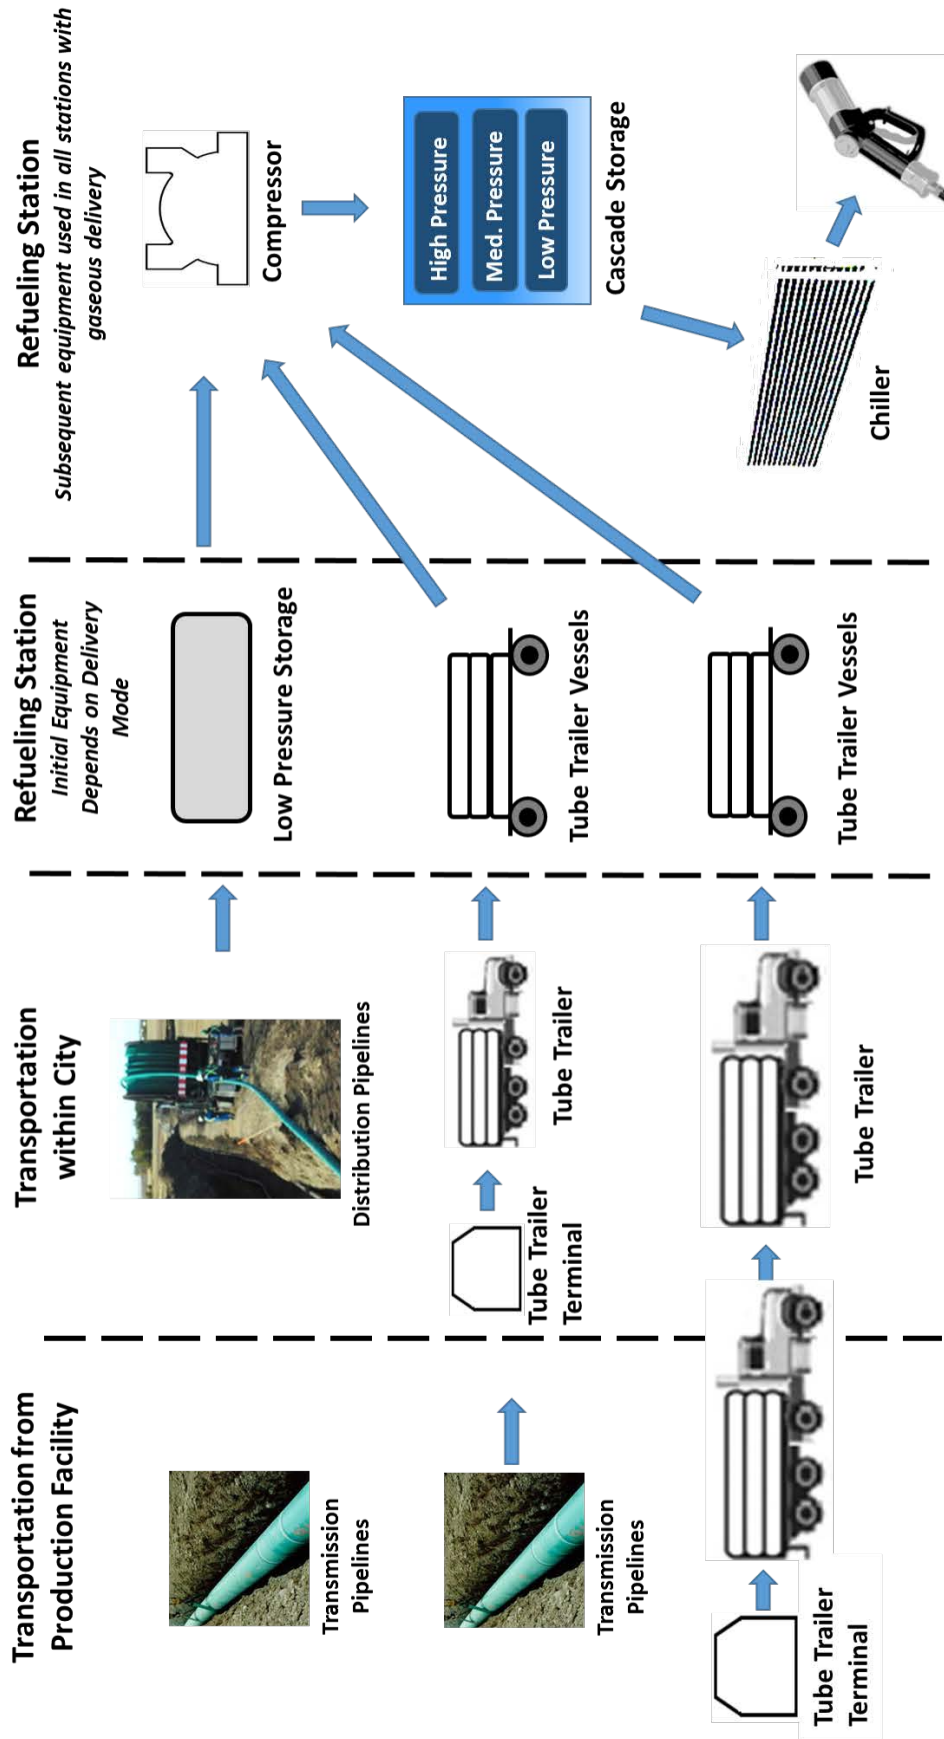 Transportation from
Production Facility
Transportation
within City
Refueling Station
Initial Equipment
Depends on Delivery
Mode
Refueling Station
Subsequent equipment used in all stations with
gaseous delivery
Transmission
Pipelines
Distribution Pipelines
Low Pressure Storage
Compressor
Transmission
Pipelines
Tube Trailer
Terminal
Tube Trailer
Tube Trailer Vessels
High Pressure
Med. Pressure
Low Pressure
Cascade Storage
Tube Trailer
Terminal
Tube Trailer
Tube Trailer Vessels
Chiller